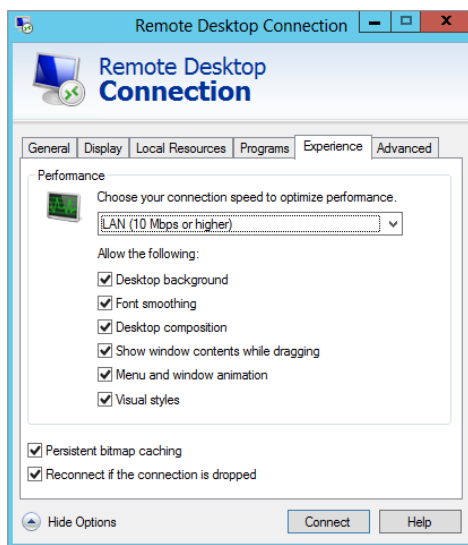 Remote Desktop Connection
Remote Desktop
Connection
General Display Local Resources Programs Experience Advanced
Performance
Choose your connection speed to optimize performance.
LAN (10 Mbps or higher)
Allow the following:
Desktop background
Font smoothing
Desktop composition
Show window contents while dragging
Menu and window animation
Visual styles
Persistent bitmap caching
Reconnect if the connection is dropped
Hide Options Connect Help